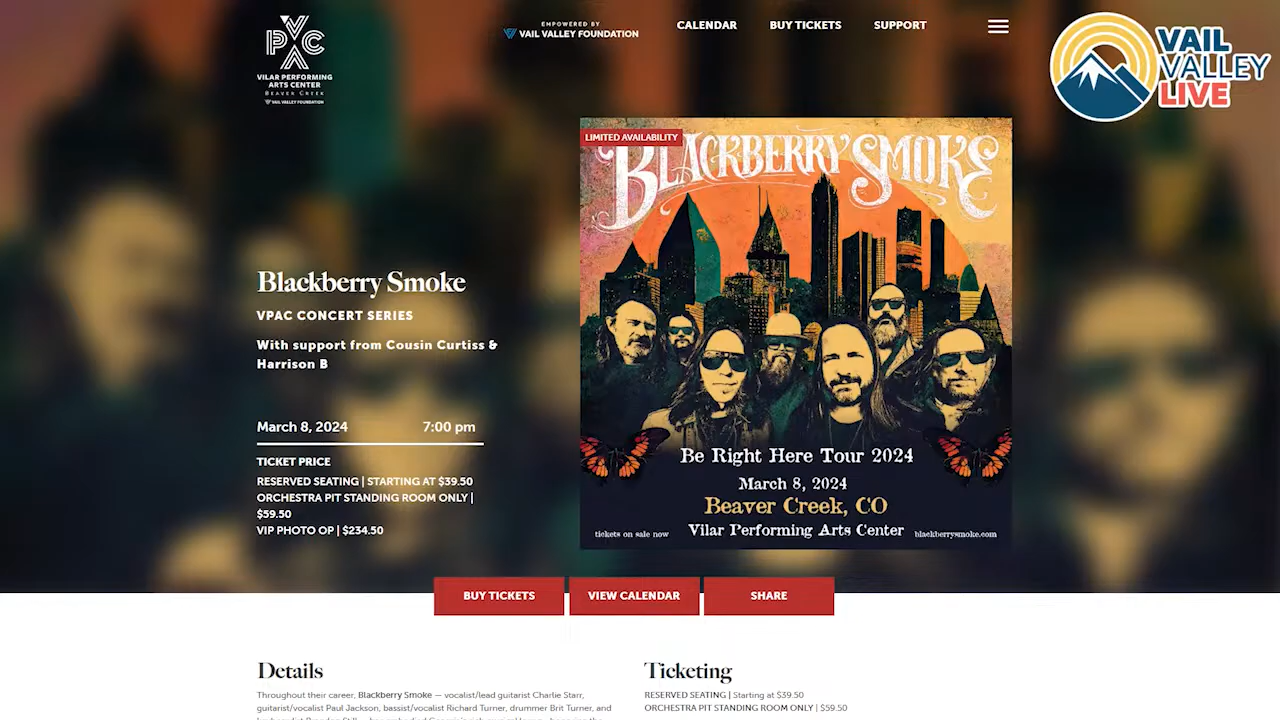 VPAC
VILAR PERFORMING
ARTS CENTER
BEAVER CREEK
VAIL VALLEY FOUNDATION
EMPOWERED BY
VAIL VALLEY FOUNDATION
CALENDAR
BUY TICKETS
SUPPORT
VAIL
VALLEY
LIVE
Blackberry Smoke
VPAC CONCERT SERIES
With support from Cousin Curtiss &
Harrison B
March 8, 2024
7:00 pm
TICKET PRICE
RESERVED SEATING | STARTING AT $39.50
ORCHESTRA PIT STANDING ROOM ONLY |
$59.50
VIP PHOTO OP | $234.50
LIMITED AVAILABILITY
BLACKBERRY SMOKE
Be Right Here Tour 2024
March 8, 2024
Beaver Creek, CO
tickets on sale now
Vilar Performing Arts Center
blackberrysmoke.com
BUY TICKETS
VIEW CALENDAR
SHARE
Details
Throughout their career, Blackberry Smoke — vocalist/lead guitarist Charlie Starr,
guitarist/vocalist Paul Jackson, bassist/vocalist Richard Turner, drummer Brit Turner, and
Ticketing
RESERVED SEATING | Starting at $39.50
ORCHESTRA PIT STANDING ROOM ONLY | $59.50